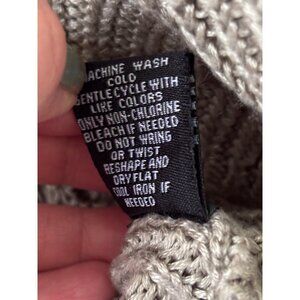 MACHINE WASH
COLD
GENTLE CYCLE WITH
LIKE COLORS
ONLY NON-CHLORINE
BLEACH IF NEEDED
DO NOT WRING
OR TWIST
RESHAPE AND
DRY FLAT
COOL IRON IF
NEEDED